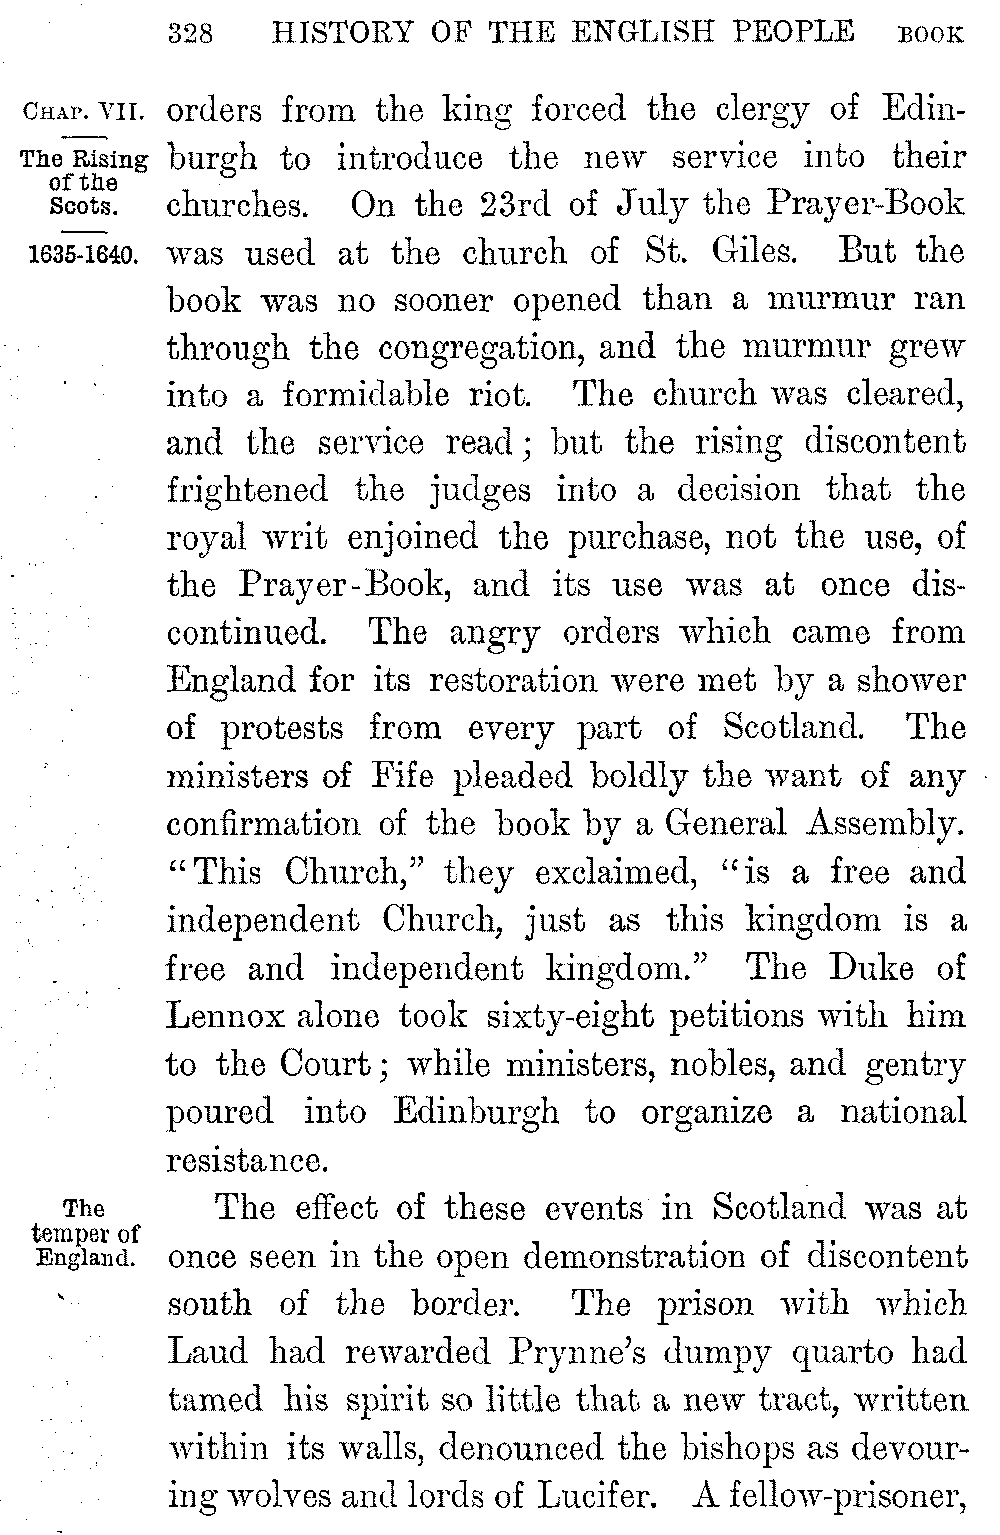 328 HISTORY OF THE ENGLISH PEOPLE BOOK
CHAP. VII.
The Rising
of the
Scots.
1635-1640.
orders from the king forced the clergy of Edin-
burgh to introduce the new service into their
churches. On the 23rd of July the Prayer-Book
was used at the church of St. Giles. But the
book was no sooner opened than a murmur ran
through the congregation, and the murmur grew
into a formidable riot. The church was cleared,
and the service read; but the rising discontent
frightened the judges into a decision that the
royal writ enjoined the purchase, not the use, of
the Prayer-Book, and its use was at once dis-
continued. The angry orders which came from
England for its restoration were met by a shower
of protests from every part of Scotland. The
ministers of Fife pleaded boldly the want of any
confirmation of the book by a General Assembly.
“This Church,” they exclaimed, “is a free and
independent Church, just as this kingdom is a
free and independent kingdom.” The Duke of
Lennox alone took sixty-eight petitions with him
to the Court; while ministers, nobles, and gentry
poured into Edinburgh to organize a national
resistance.
The
temper of
England.
The effect of these events in Scotland was at
once seen in the open demonstration of discontent
south of the border. The prison with which
Laud had rewarded Prynne’s dumpy quarto had
tamed his spirit so little that a new tract, written
within its walls, denounced the bishops as devour-
ing wolves and lords of Lucifer. A fellow-prisoner,